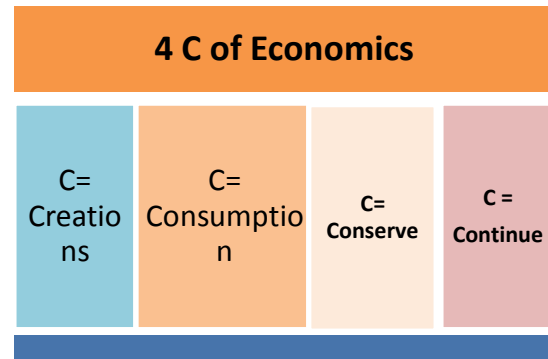 4 C of Economics
C=
Creatio
ns
C=
Consumptio
n
C=
Conserve
C =
Continue